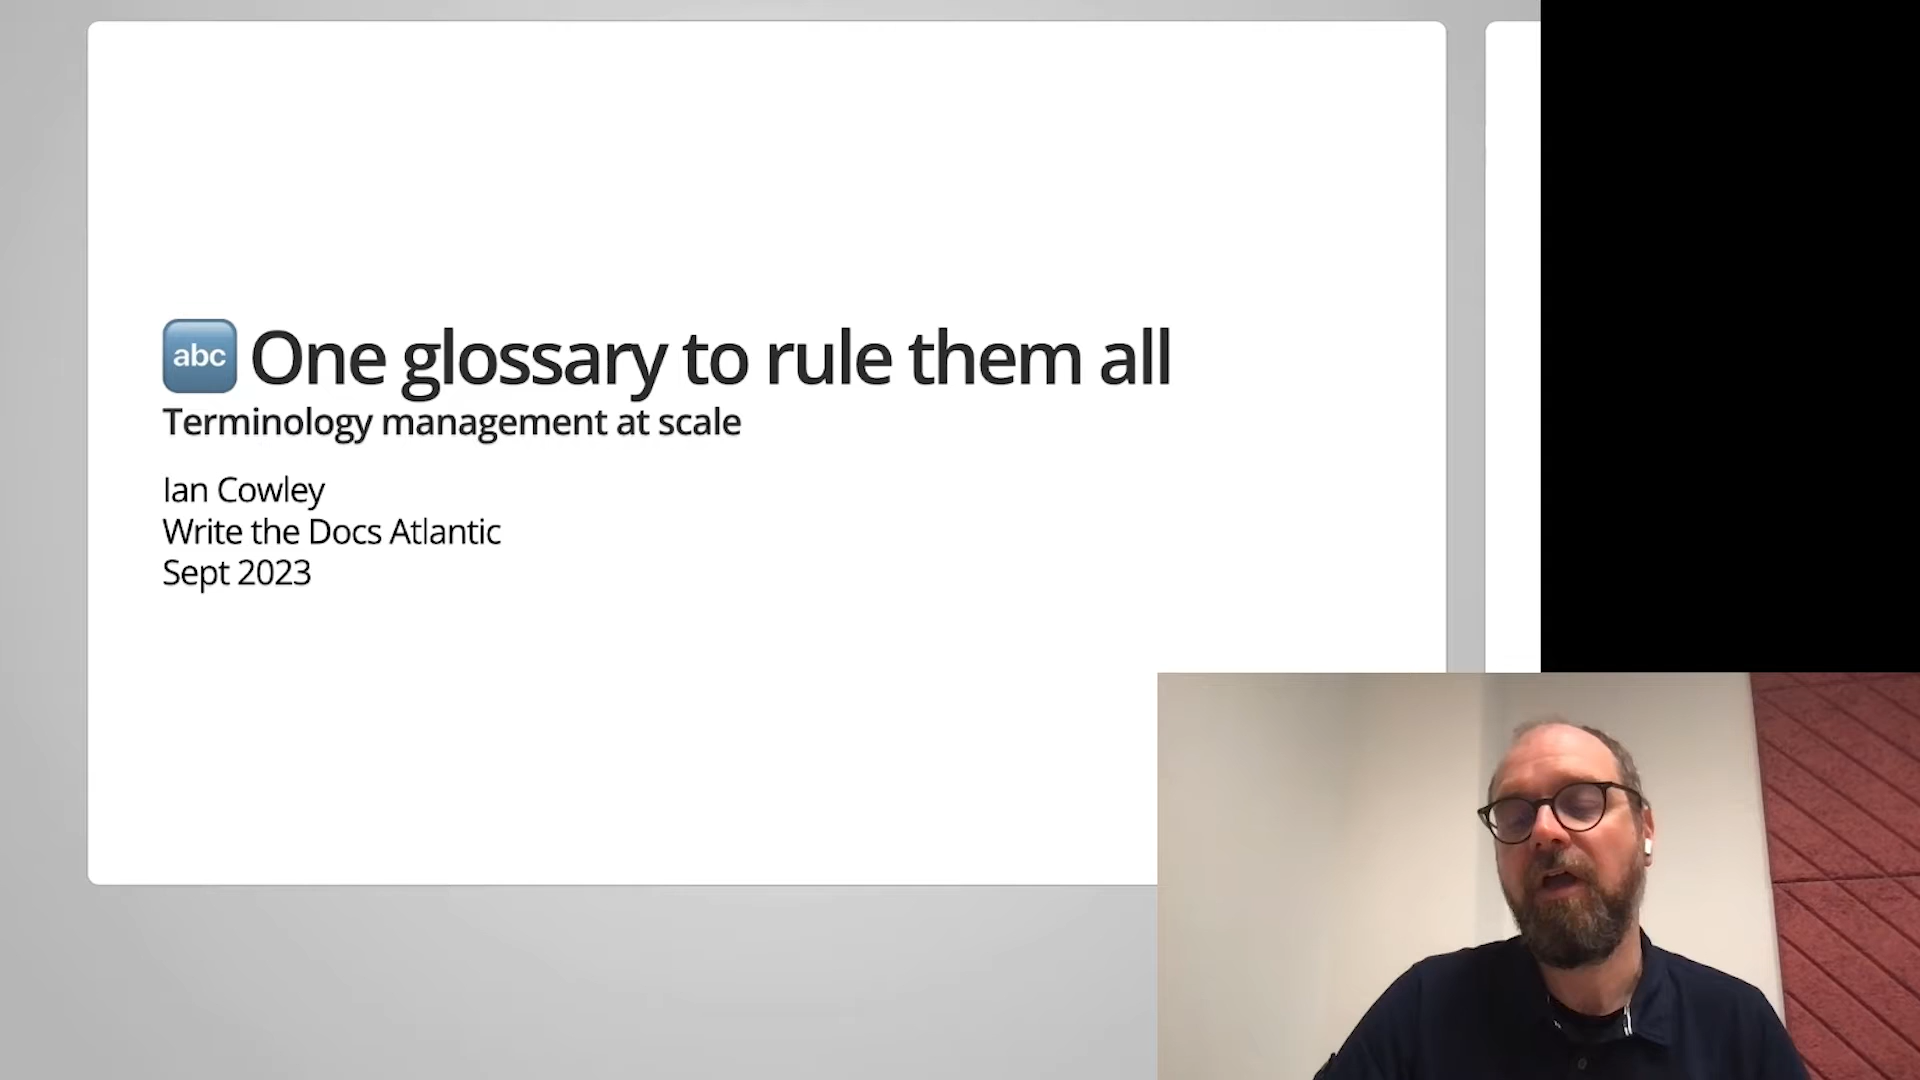 abc One glossary to rule them all
Terminology management at scale
Ian Cowley
Write the Docs Atlantic
Sept 2023